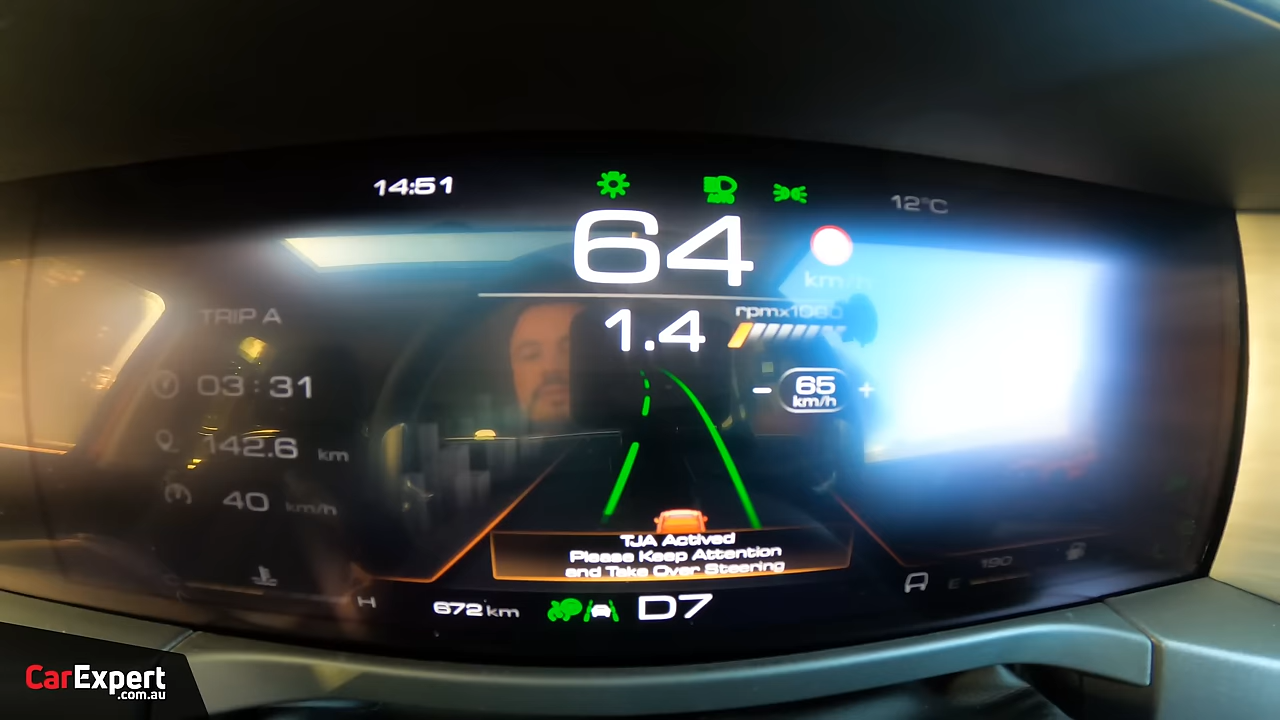 14:51
AUTO
12°C
64
km/h
TRIP A
1.4
rpmx1000
03:31
65
km/h
142.6 km
40 km/h
TJA Actived
Please Keep Attention
and Take Over Steering
190
E
H
672 km
D7
CarExpert
.com.au